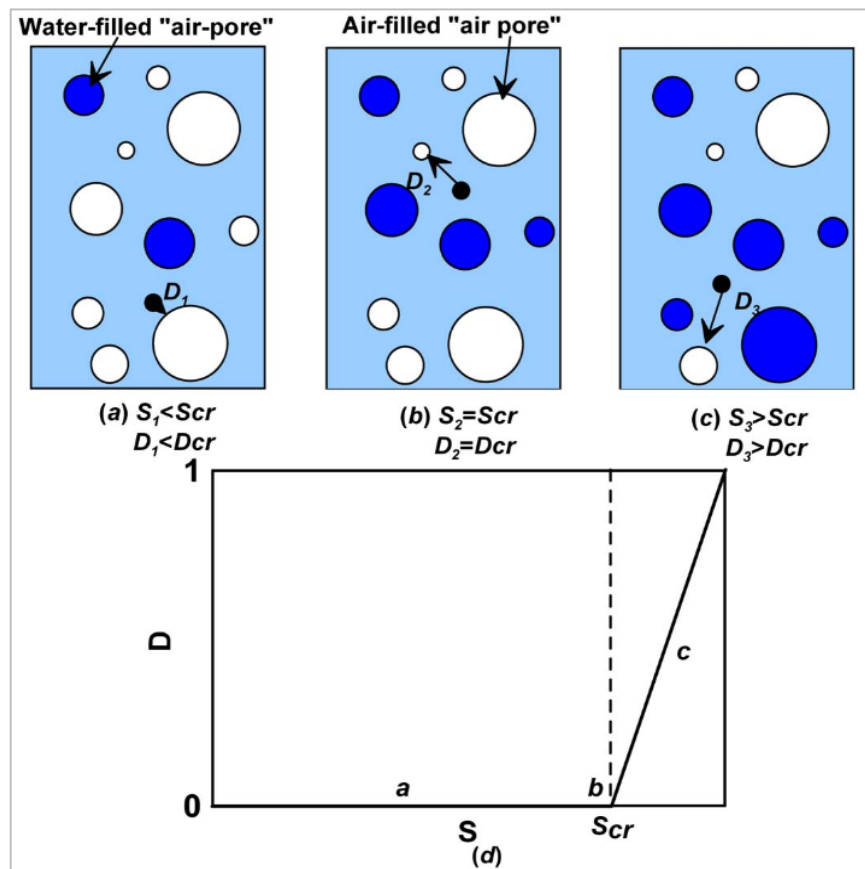 Water-filled "air-pore"
Air-filled "air pore"
D₂
D₁
D₃
(a) S₁<Scr
D₁<Dcr
(b) S₂=Scr
D₂=Dcr
(c) S₃>Scr
D₃>Dcr
1
D
c
a
b
0
S
Scr
(d)